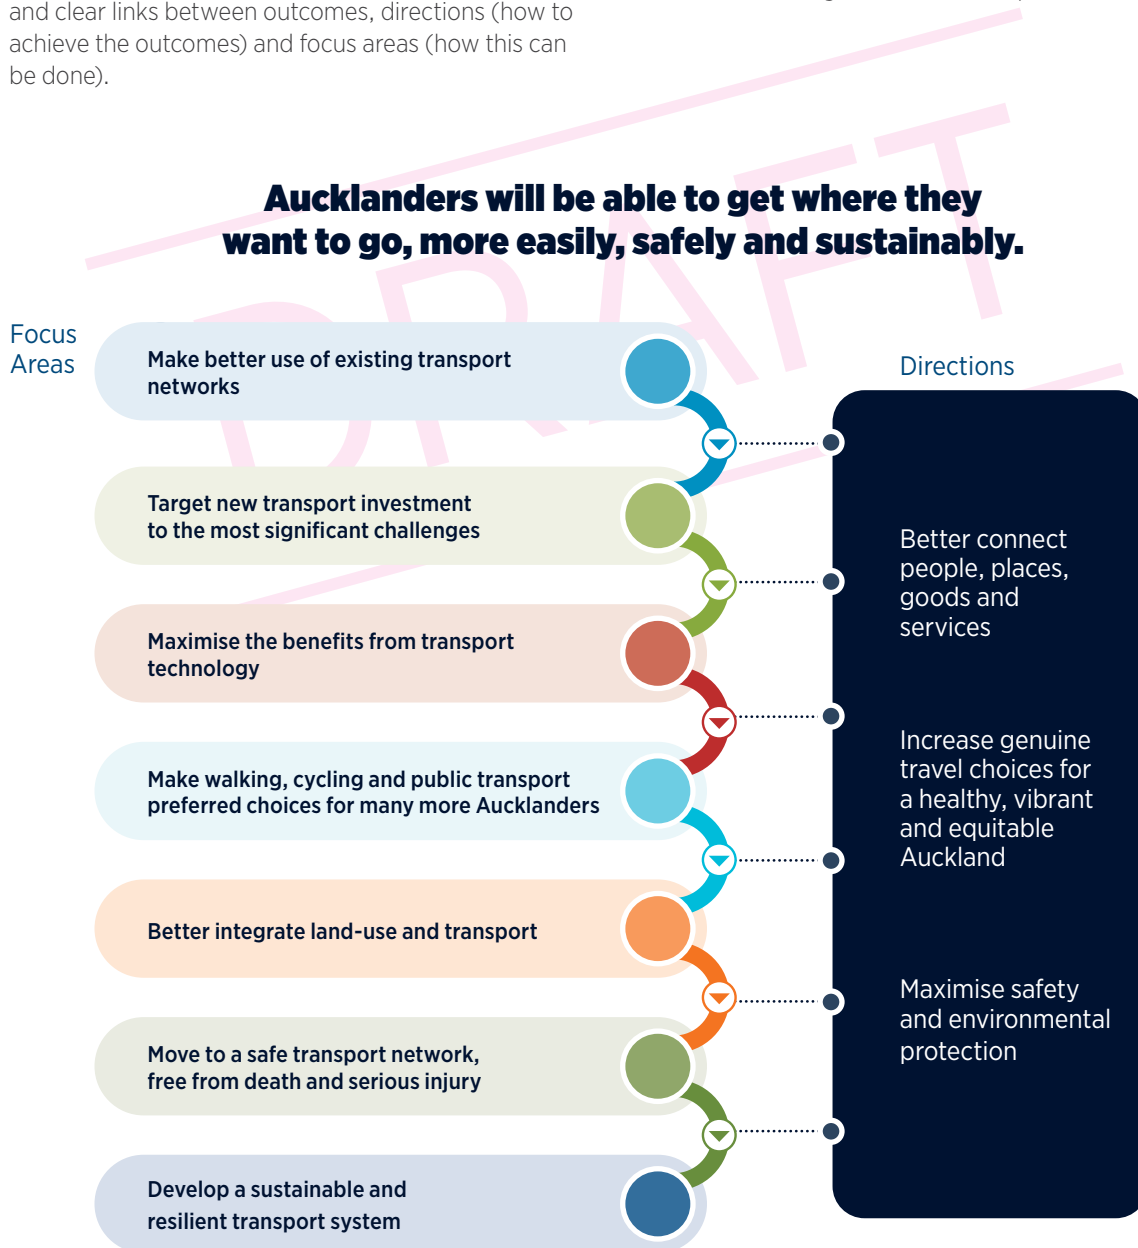 and clear links between outcomes, directions (how to
achieve the outcomes) and focus areas (how this can
be done).
DRAFT
Aucklanders will be able to get where they
want to go, more easily, safely and sustainably.
Focus
Areas
Make better use of existing transport
networks
Target new transport investment
to the most significant challenges
Maximise the benefits from transport
technology
Make walking, cycling and public transport
preferred choices for many more Aucklanders
Better integrate land-use and transport
Move to a safe transport network,
free from death and serious injury
Develop a sustainable and
resilient transport system
Directions
Better connect
people, places,
goods and
services
Increase genuine
travel choices for
a healthy, vibrant
and equitable
Auckland
Maximise safety
and environmental
protection